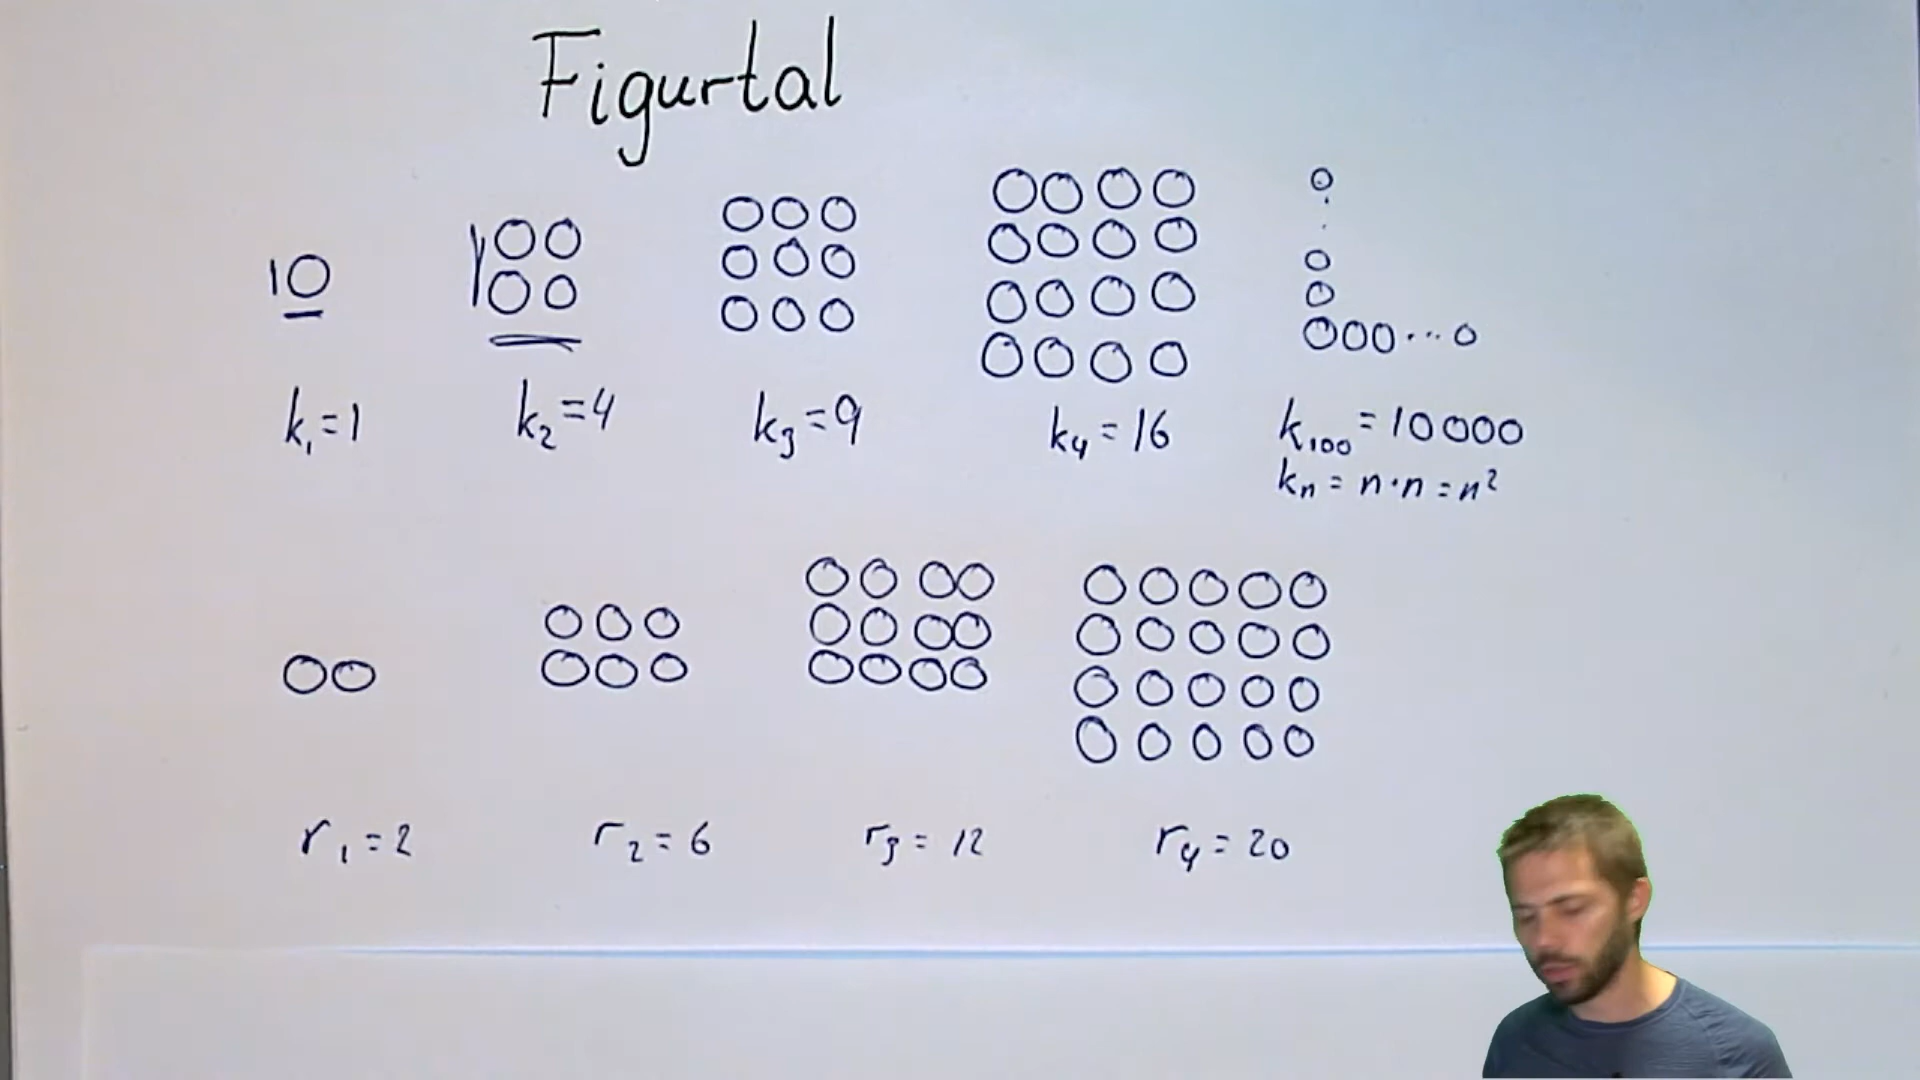 Figurtal
k₁=1
k₂=4
k₃=9
k₄=16
k₁₀₀=10000
kₙ=n·n=n²
r₁=2
r₂=6
r₃=12
r₄=20